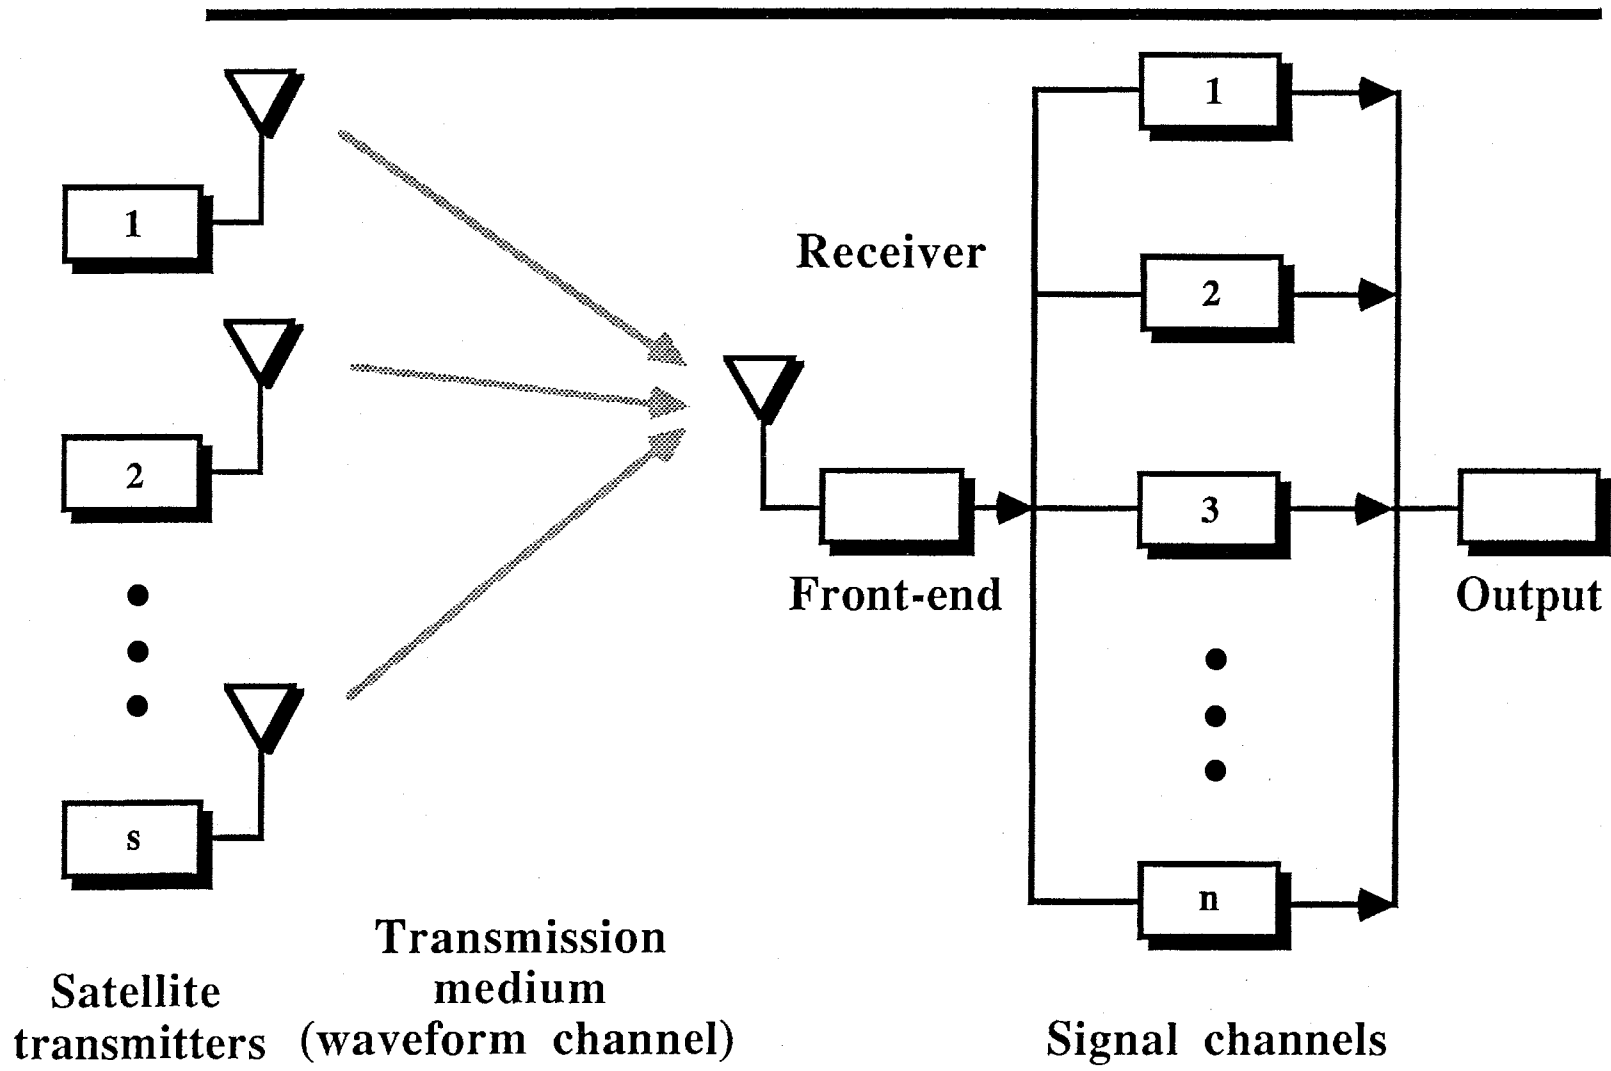 1
2
s
Satellite
transmitters
Transmission
medium
(waveform channel)
Receiver
Front-end
1
2
3
n
Signal channels
Output